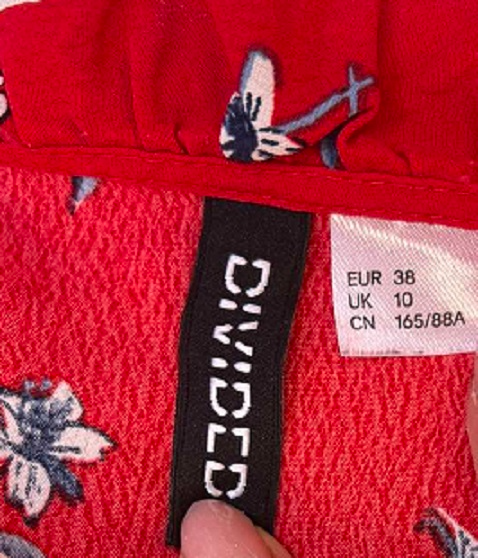 DIVIDED
EUR 38
UK 10
CN 165/88A